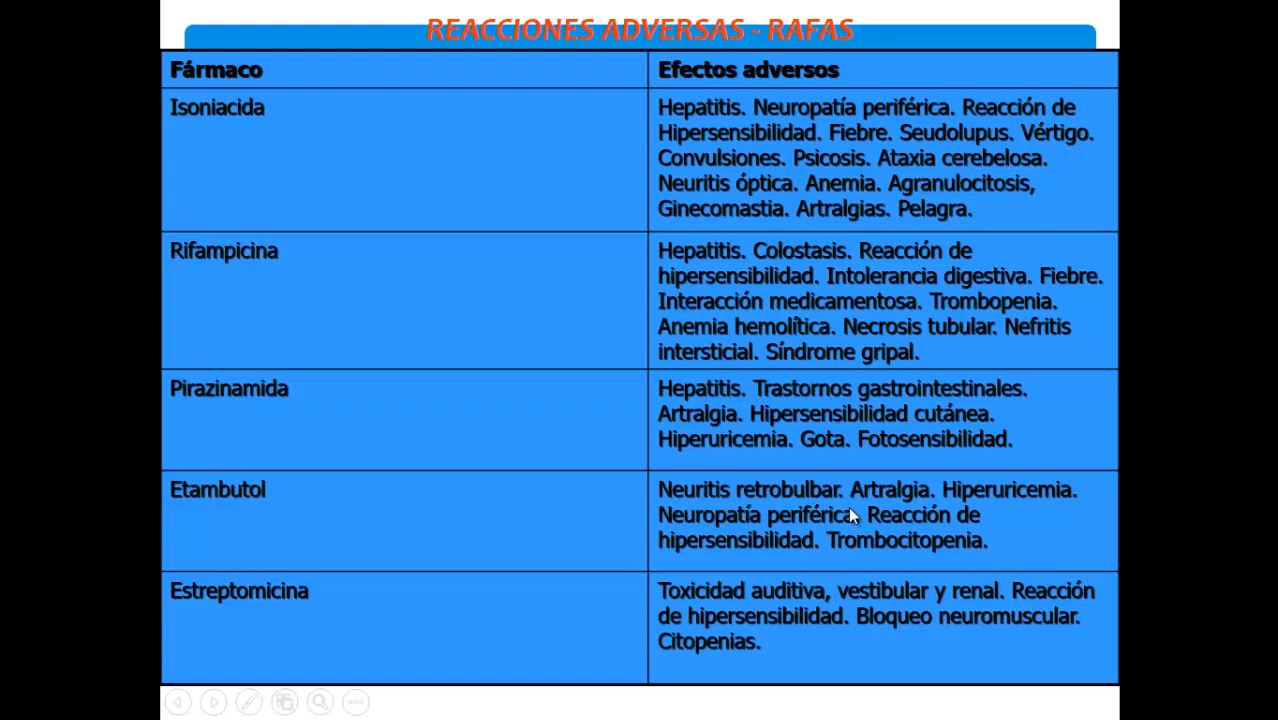 REACCIONES ADVERSAS - RAFAS
Fármaco
Efectos adversos
Isoniacida
Hepatitis. Neuropatía periférica. Reacción de
Hipersensibilidad. Fiebre. Seudolupus. Vértigo.
Convulsiones. Psicosis. Ataxia cerebelosa.
Neuritis óptica. Anemia. Agranulocitosis,
Ginecomastia. Artralgias. Pelagra.
Rifampicina
Hepatitis. Colostasis. Reacción de
hipersensibilidad. Intolerancia digestiva. Fiebre.
Interacción medicamentosa. Trombopenia.
Anemia hemolítica. Necrosis tubular. Nefritis
intersticial. Síndrome gripal.
Pirazinamida
Hepatitis. Trastornos gastrointestinales.
Artralgia. Hipersensibilidad cutánea.
Hiperuricemia. Gota. Fotosensibilidad.
Etambutol
Neuritis retrobulbar. Artralgia. Hiperuricemia.
Neuropatía periférica. Reacción de
hipersensibilidad. Trombocitopenia.
Estreptomicina
Toxicidad auditiva, vestibular y renal. Reacción
de hipersensibilidad. Bloqueo neuromuscular.
Citopenias.